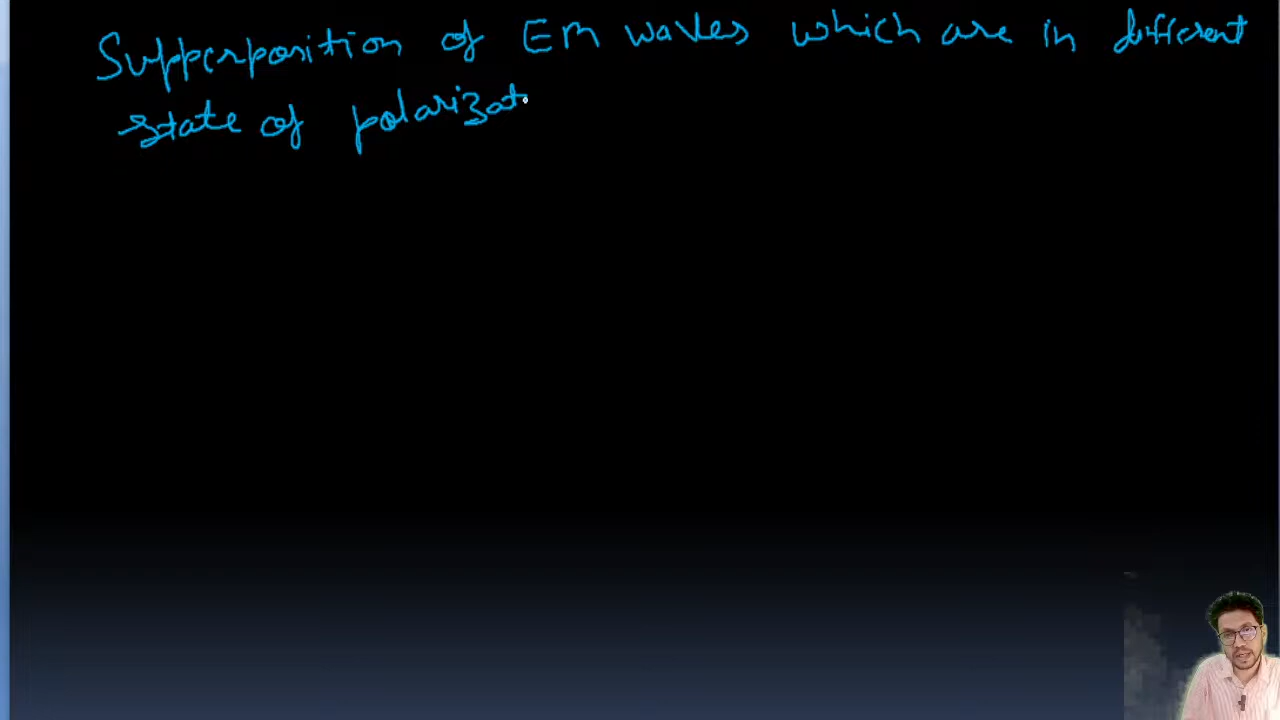 Supperposition of EM waves which are in different
state of polarizat